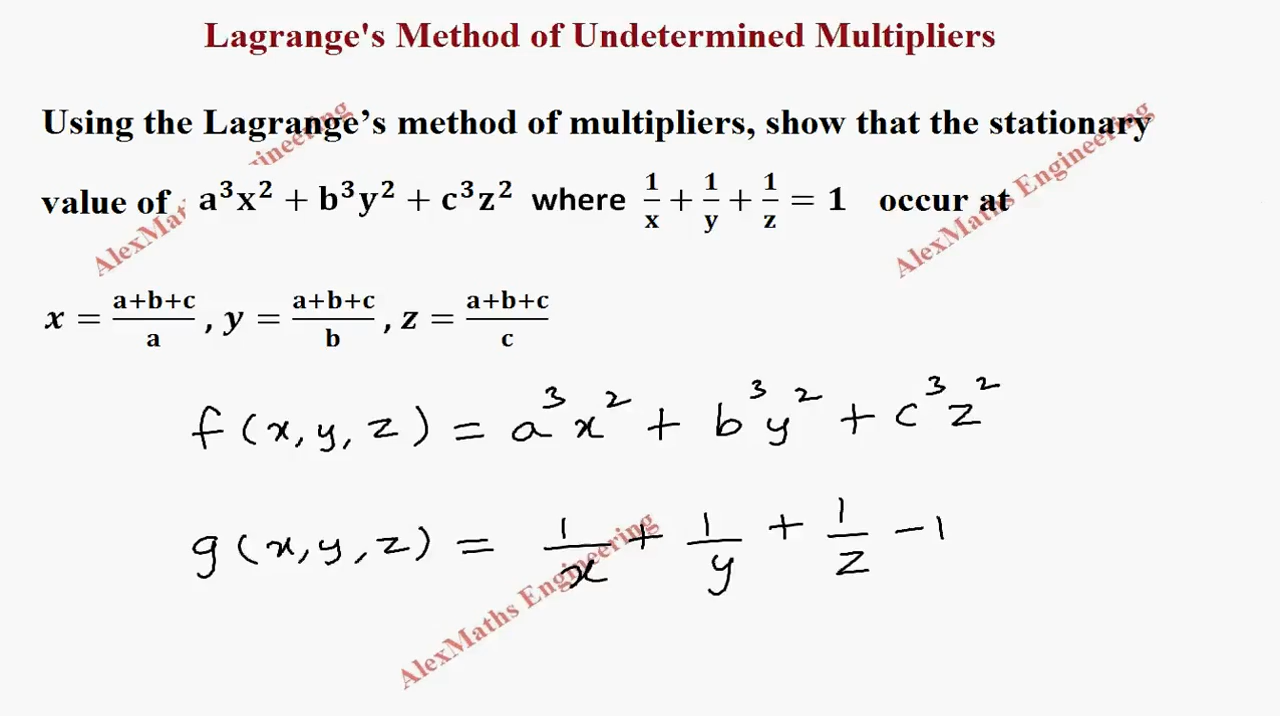 Lagrange's Method of Undetermined Multipliers
Using the Lagrange's method of multipliers, show that the stationary
value of a³x² + b³y² + c³z² where 1/x + 1/y + 1/z = 1 occur at
x = (a+b+c)/a , y = (a+b+c)/b , z = (a+b+c)/c
f(x, y, z) = a³x² + b³y² + c³z²
g(x, y, z) = 1/x + 1/y + 1/z - 1
AlexMaths Engineering
AlexMaths Engineering